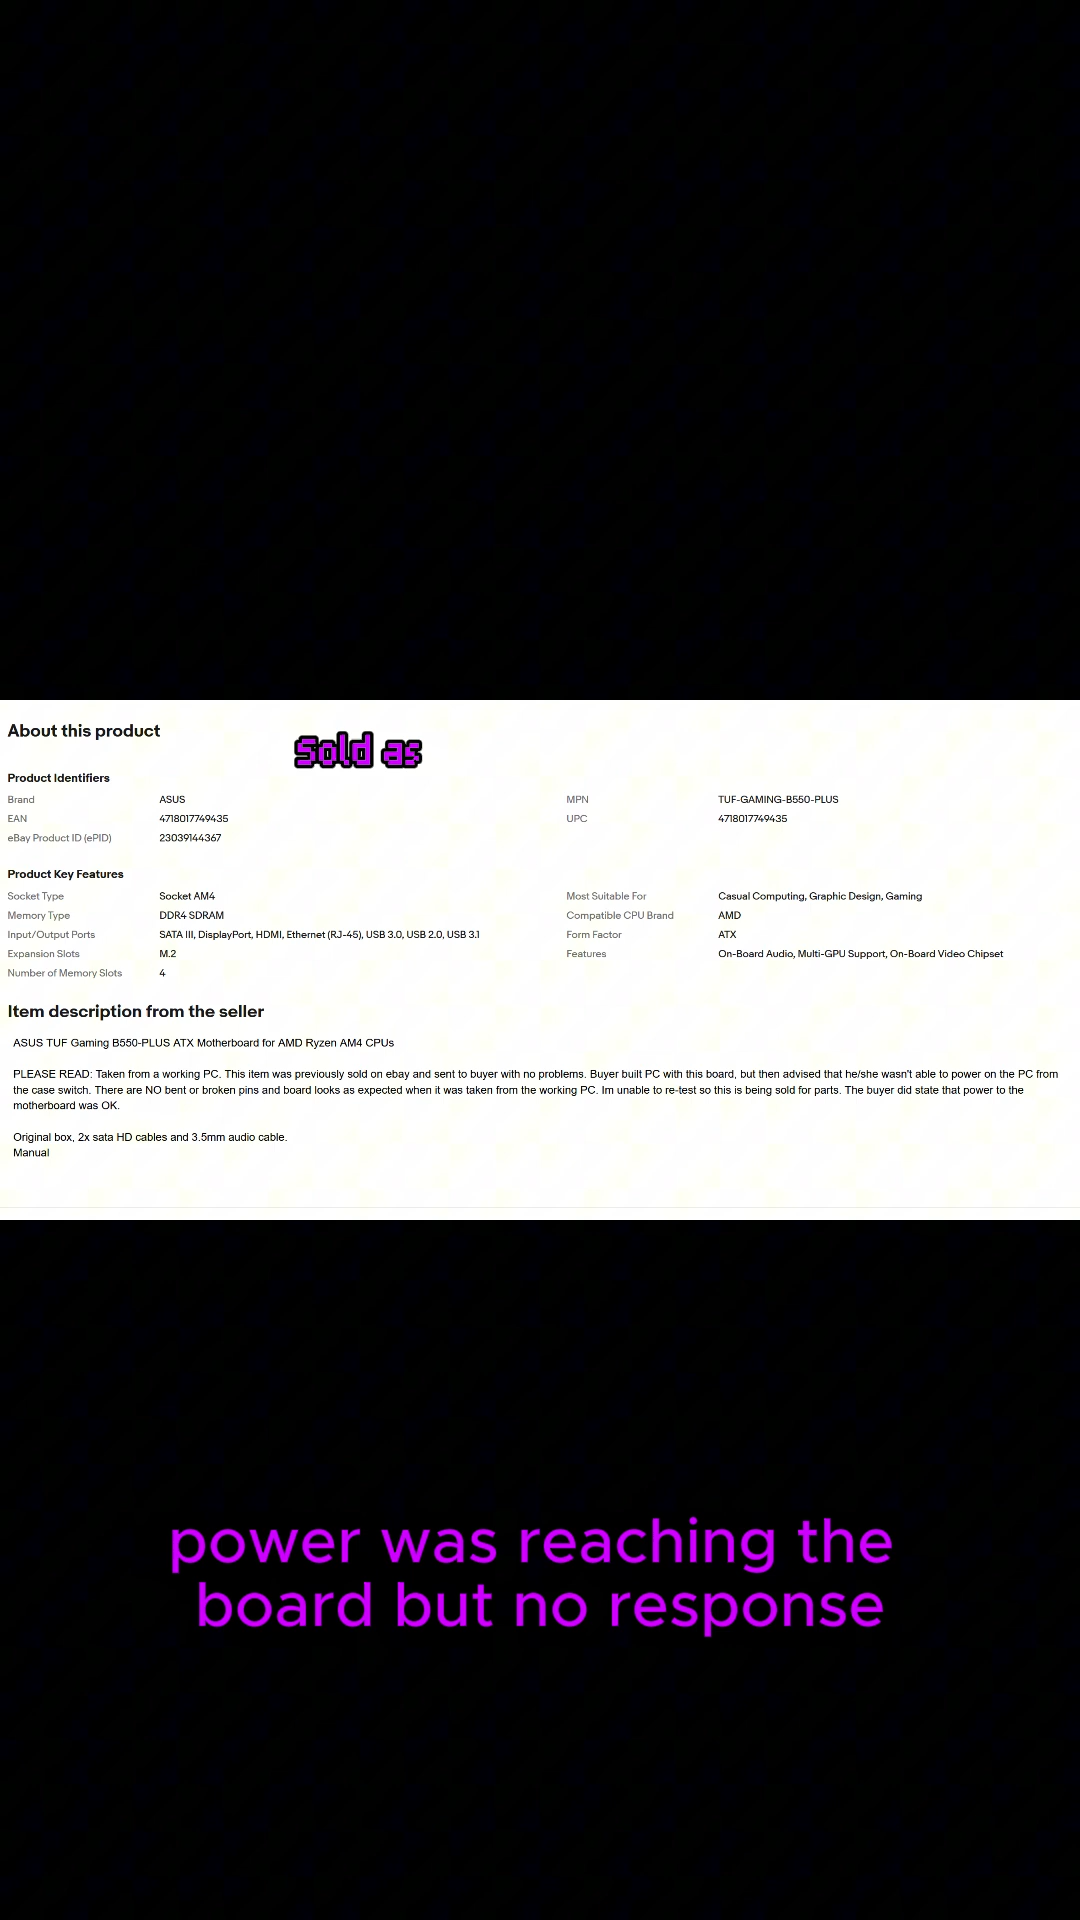 About this product
Sold as
Product Identifiers
Brand ASUS MPN TUF-GAMING-B550-PLUS
EAN 4718017749435 UPC 4718017749435
eBay Product ID (ePID) 23039144367
Product Key Features
Socket Type Socket AM4 Most Suitable For Casual Computing, Graphic Design, Gaming
Memory Type DDR4 SDRAM Compatible CPU Brand AMD
Input/Output Ports SATA III, DisplayPort, HDMI, Ethernet (RJ-45), USB 3.0, USB 2.0, USB 3.1 Form Factor ATX
Expansion Slots M.2 Features On-Board Audio, Multi-GPU Support, On-Board Video Chipset
Number of Memory Slots 4
Item description from the seller
ASUS TUF Gaming B550-PLUS ATX Motherboard for AMD Ryzen AM4 CPUs
PLEASE READ: Taken from a working PC. This item was previously sold on ebay and sent to buyer with no problems. Buyer built PC with this board, but then advised that he/she wasn't able to power on the PC from
the case switch. There are NO bent or broken pins and board looks as expected when it was taken from the working PC. Im unable to re-test so this is being sold for parts. The buyer did state that power to the
motherboard was OK.
Original box, 2x sata HD cables and 3.5mm audio cable.
Manual
power was reaching the
board but no response